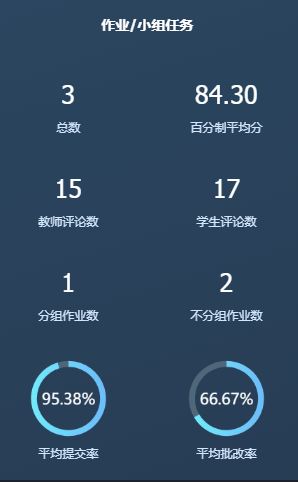 作业/小组任务
3 84.30
总数 百分制平均分
15 17
教师评论数 学生评论数
1 2
分组作业数 不分组作业数
95.38% 66.67%
平均提交率 平均批改率